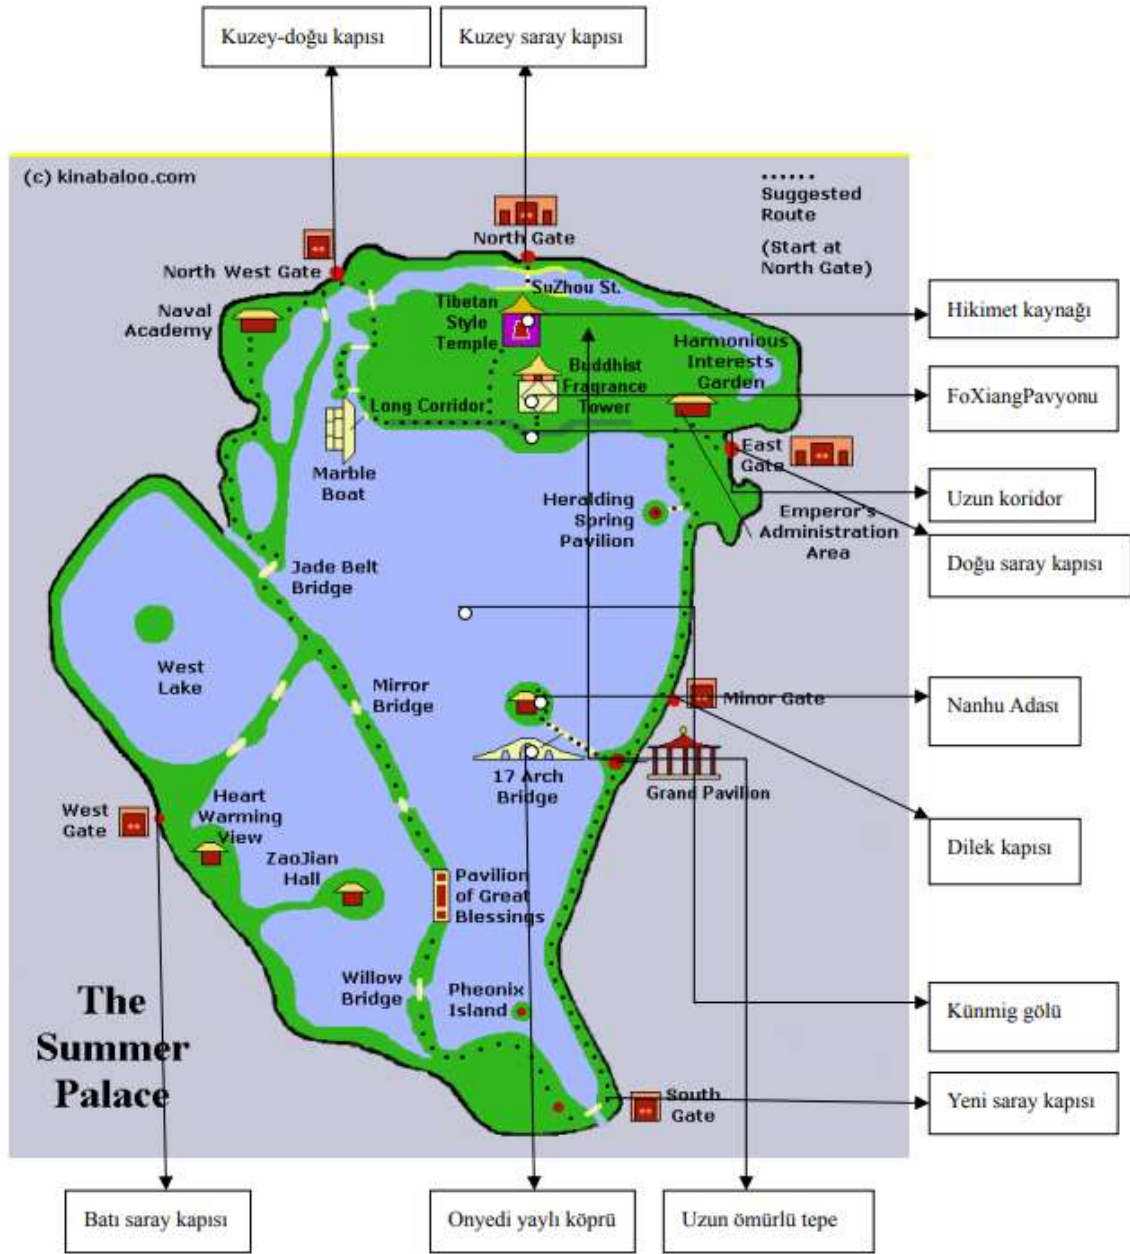 Kuzey-doğu kapısı
Kuzey saray kapısı
(c) kinabaloo.com
Suggested
Route
(Start at
North Gate)
North Gate
North West Gate
SuZhou St.
Naval
Academy
Tibetan
Style
Temple
Harmonious
Interests
Garden
Buddhist
Fragrance
Tower
Long Corridor
Marble
Boat
East
Gate
Heralding
Spring
Pavilion
Emperor's
Administration
Area
Jade Belt
Bridge
West
Lake
Mirror
Bridge
Minor Gate
17 Arch
Bridge
Grand Pavilion
West
Gate
Heart
Warming
View
ZaoJian
Hall
Pavilion
of Great
Blessings
Willow
Bridge
Pheonix
Island
South
Gate
The
Summer
Palace
Hikimet kaynağı
FoXiangPavyonu
Uzun koridor
Doğu saray kapısı
Nanhu Adası
Dilek kapısı
Künmig gölü
Yeni saray kapısı
Batı saray kapısı
Onyedi yaylı köprü
Uzun ömürlü tepe